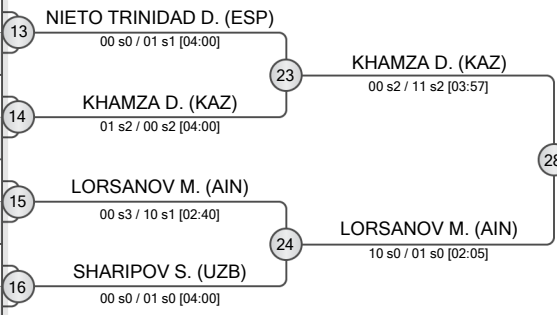 13
NIETO TRINIDAD D. (ESP)
00 s0 / 01 s1 [04:00]
23
KHAMZA D. (KAZ)
00 s2 / 11 s2 [03:57]
14
KHAMZA D. (KAZ)
01 s2 / 00 s2 [04:00]
28
15
LORSANOV M. (AIN)
00 s3 / 10 s1 [02:40]
24
LORSANOV M. (AIN)
10 s0 / 01 s0 [02:05]
16
SHARIPOV S. (UZB)
00 s0 / 01 s0 [04:00]